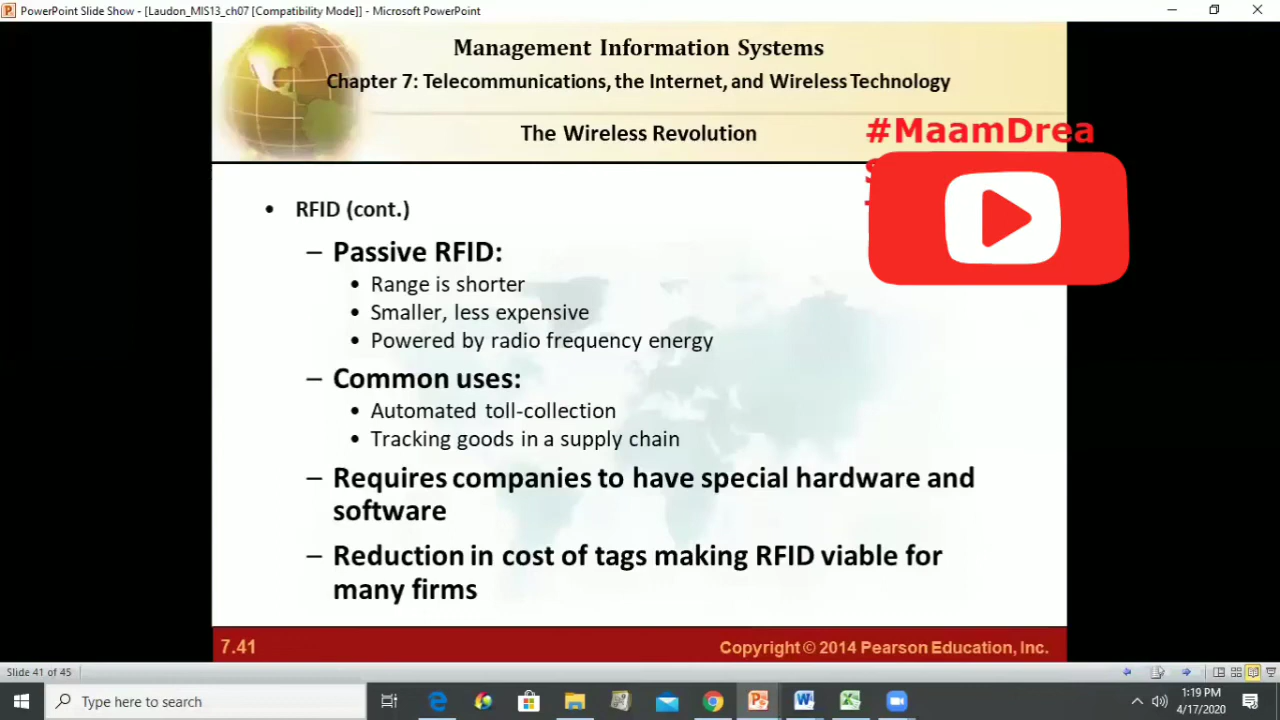 PowerPoint Slide Show - [Laudon_MIS13_ch07 [Compatibility Mode]] - Microsoft PowerPoint
Management Information Systems
Chapter 7: Telecommunications, the Internet, and Wireless Technology
The Wireless Revolution
#MaamDrea
• RFID (cont.)
– Passive RFID:
• Range is shorter
• Smaller, less expensive
• Powered by radio frequency energy
– Common uses:
• Automated toll-collection
• Tracking goods in a supply chain
– Requires companies to have special hardware and
software
– Reduction in cost of tags making RFID viable for
many firms
7.41
Copyright © 2014 Pearson Education, Inc.
Slide 41 of 45
Type here to search
1:19 PM
4/17/2020